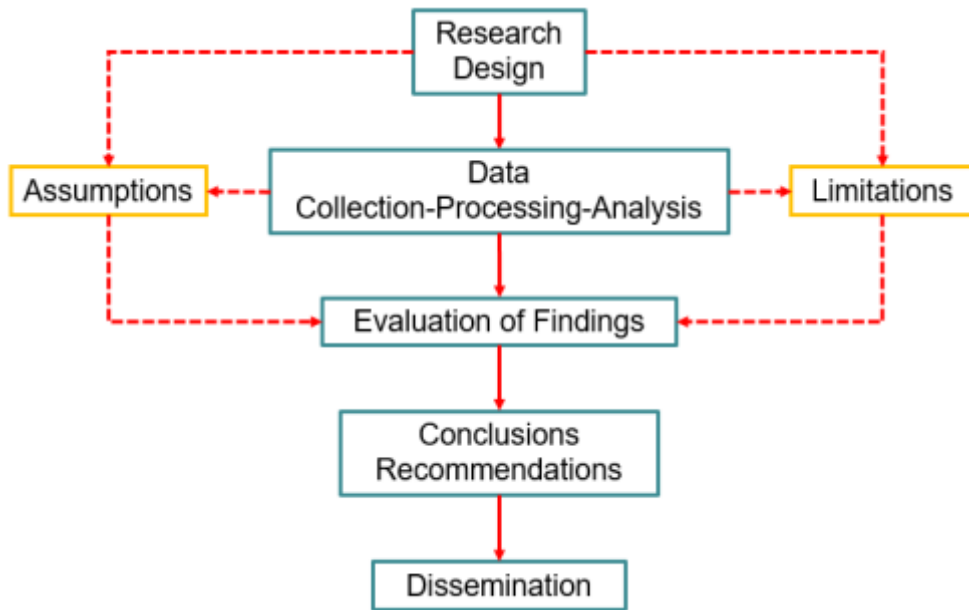 Research
Design
Assumptions
Data
Collection-Processing-Analysis
Limitations
Evaluation of Findings
Conclusions
Recommendations
Dissemination